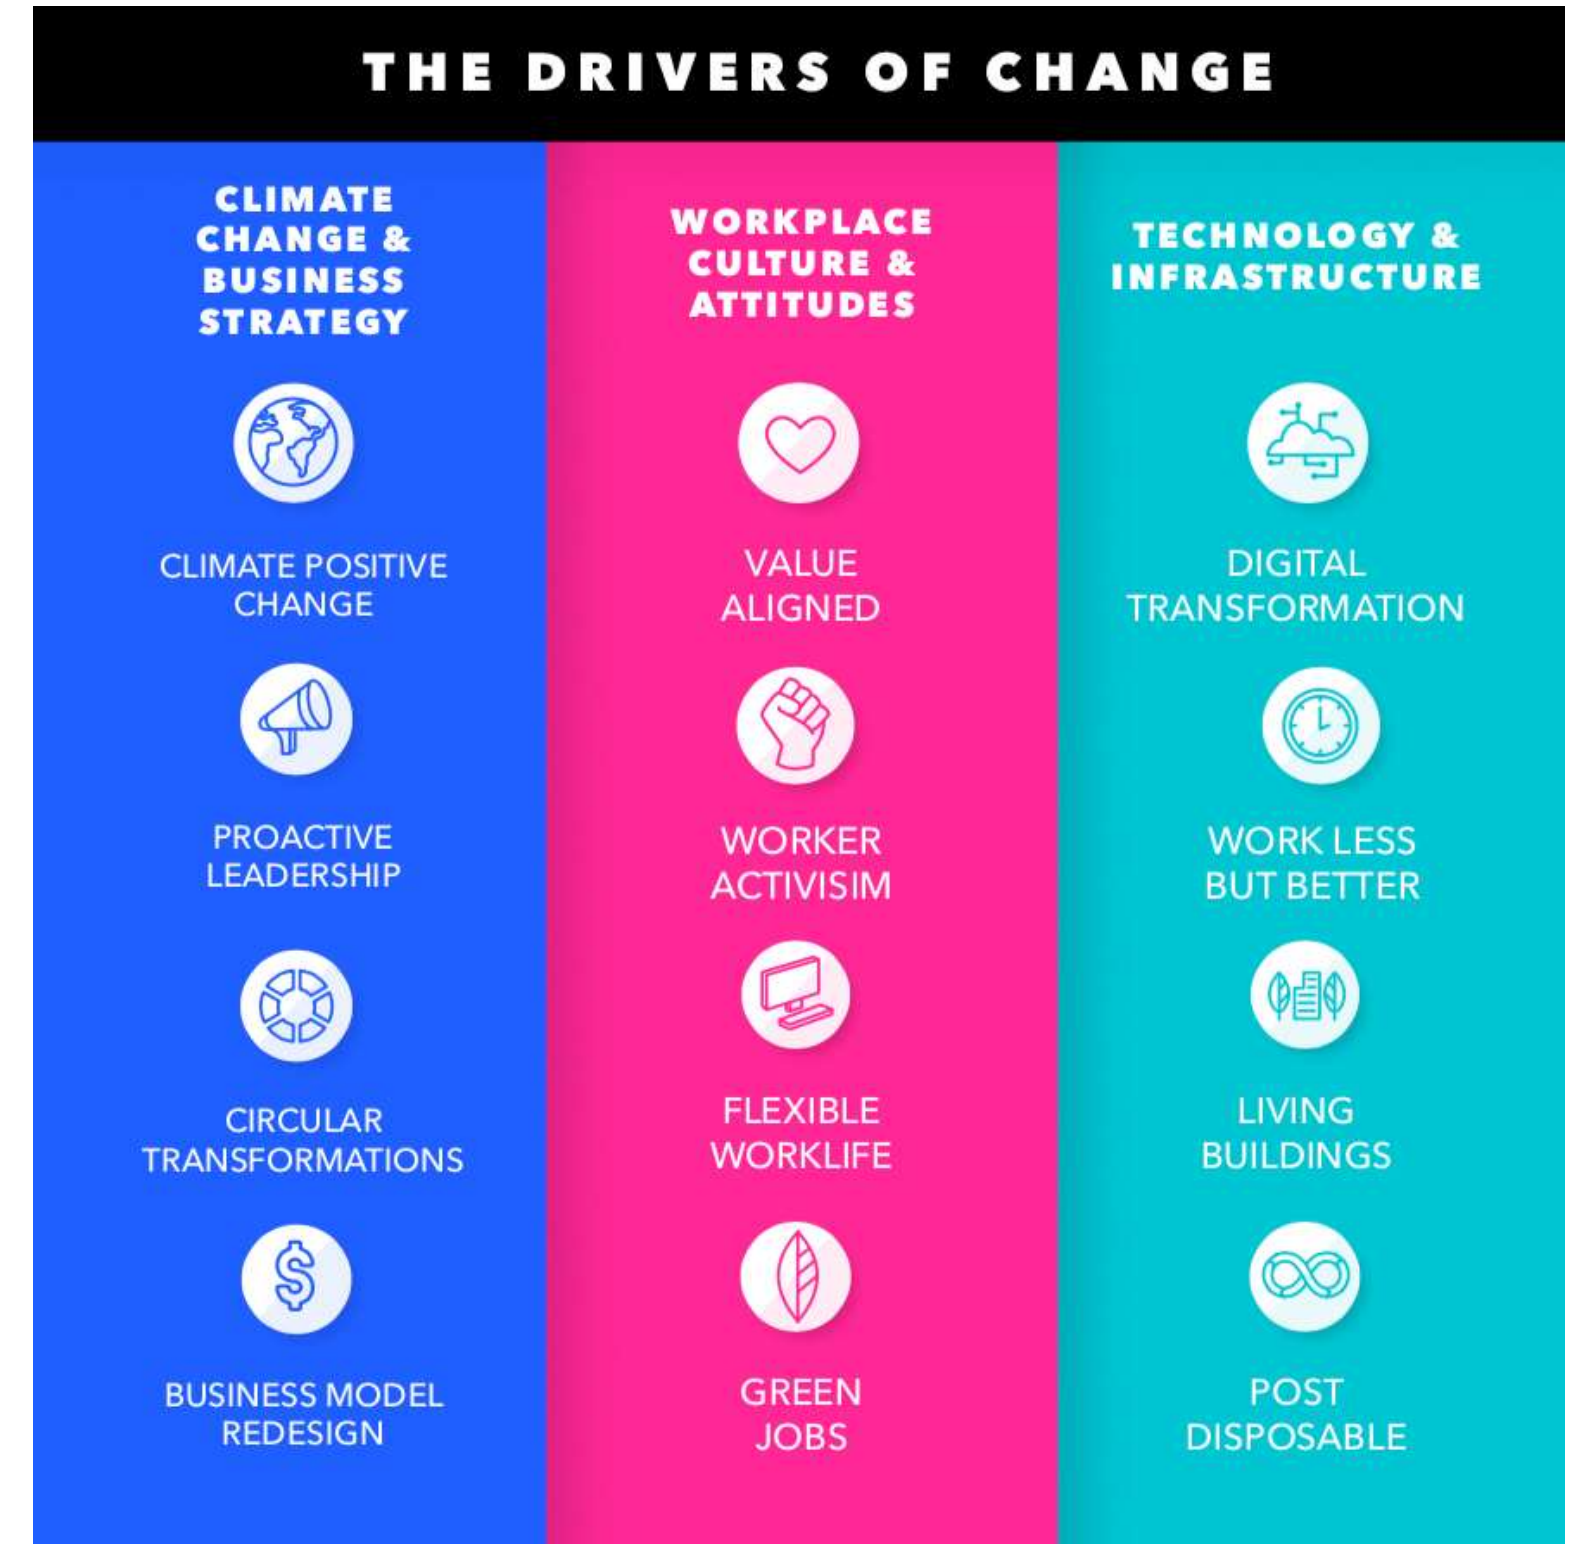 THE DRIVERS OF CHANGE
CLIMATE
CHANGE &
BUSINESS
STRATEGY
CLIMATE POSITIVE
CHANGE
PROACTIVE
LEADERSHIP
CIRCULAR
TRANSFORMATIONS
BUSINESS MODEL
REDESIGN
WORKPLACE
CULTURE &
ATTITUDES
VALUE
ALIGNED
WORKER
ACTIVISIM
FLEXIBLE
WORKLIFE
GREEN
JOBS
TECHNOLOGY &
INFRASTRUCTURE
DIGITAL
TRANSFORMATION
WORK LESS
BUT BETTER
LIVING
BUILDINGS
POST
DISPOSABLE